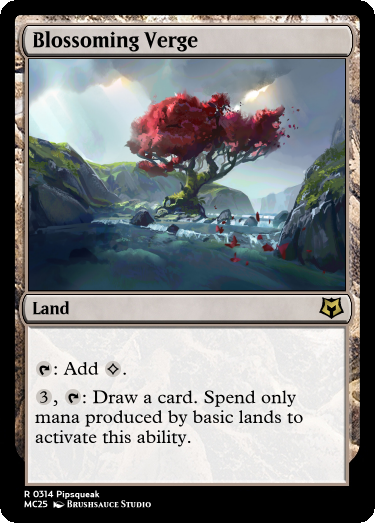 Blossoming Verge
Land
: Add .
3, : Draw a card. Spend only
mana produced by basic lands to
activate this ability.
R 0314 Pipsqueak
MC25 Brushsauce Studio